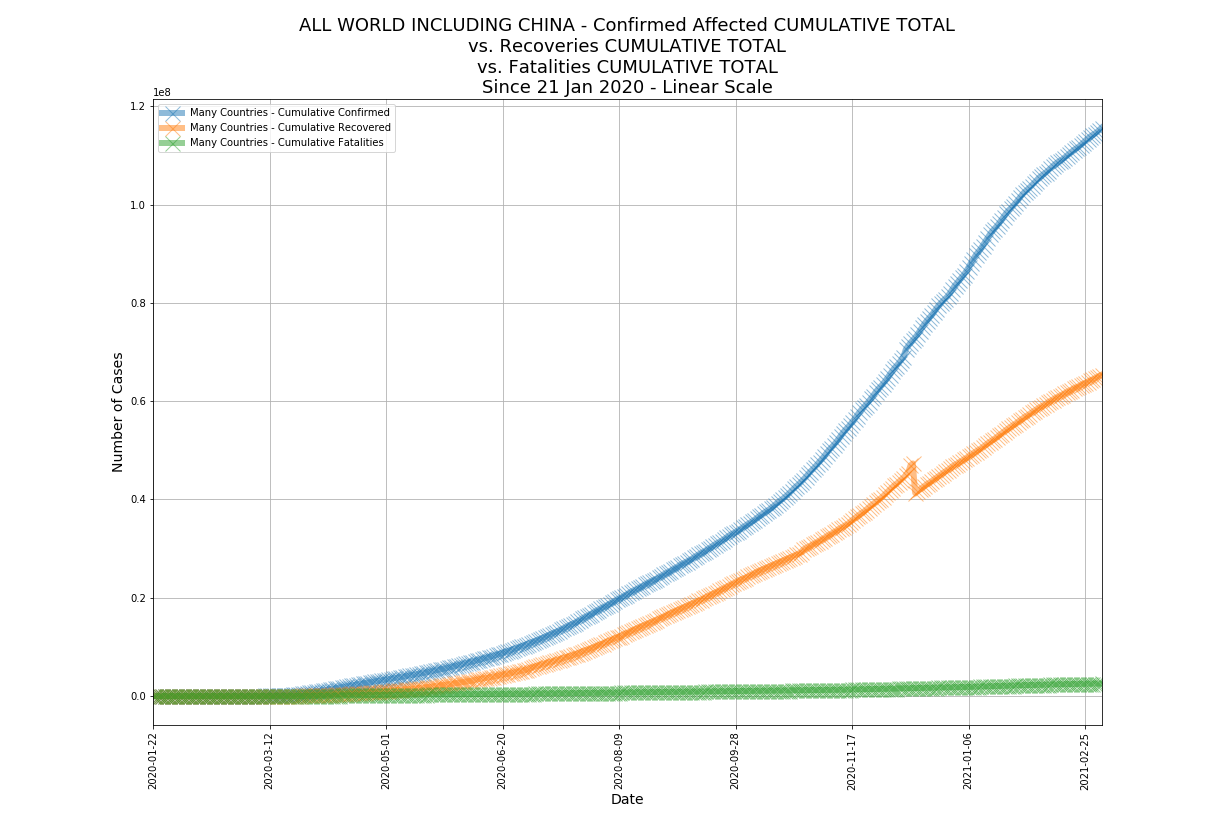 ALL WORLD INCLUDING CHINA - Confirmed Affected CUMULATIVE TOTAL
vs. Recoveries CUMULATIVE TOTAL
vs. Fatalities CUMULATIVE TOTAL
Since 21 Jan 2020 - Linear Scale
1e8
Many Countries - Cumulative Confirmed
Many Countries - Cumulative Recovered
Many Countries - Cumulative Fatalities
1.2
1.0
0.8
0.6
0.4
0.2
0.0
Number of Cases
2020-01-22
2020-03-12
2020-05-01
2020-06-20
2020-08-09
2020-09-28
2020-11-17
2021-01-06
2021-02-25
Date